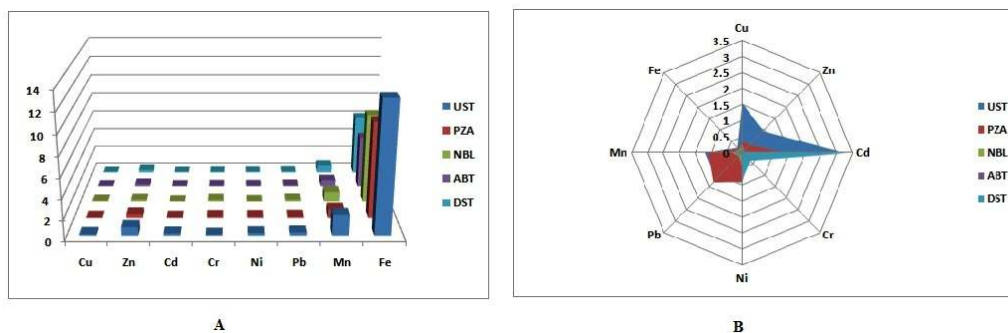 14
12
10
8
6
4
2
0
Cu Zn Cd Cr Ni Pb Mn Fe
UST
PZA
NBL
ABT
DST
A
Cu
3.5
3
2.5
2
1.5
1
0.5
0
Zn
Cd
Cr
Ni
Pb
Mn
Fe
UST
PZA
NBL
ABT
DST
B